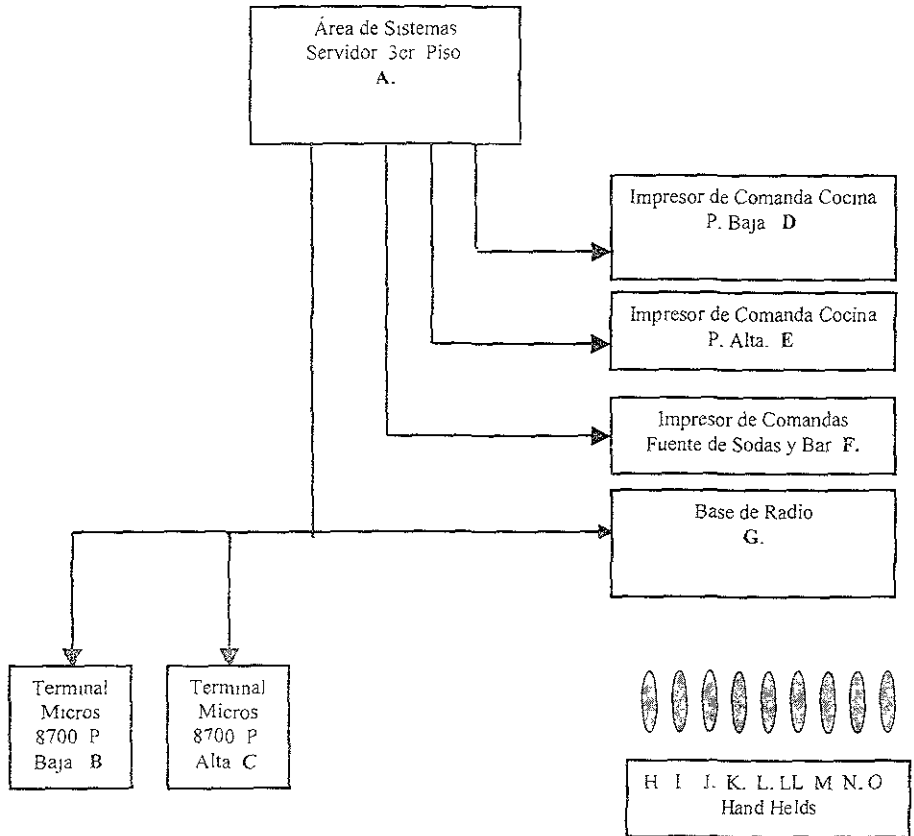 Área de Sistemas
Servidor 3er Piso
A.
Impresor de Comanda Cocina
P. Baja D
Impresor de Comanda Cocina
P. Alta. E
Impresor de Comandas
Fuente de Sodas y Bar F.
Base de Radio
G.
Terminal
Micros
8700 P
Baja B
Terminal
Micros
8700 P
Alta C
H I J. K. L. LL M N. O
Hand Helds